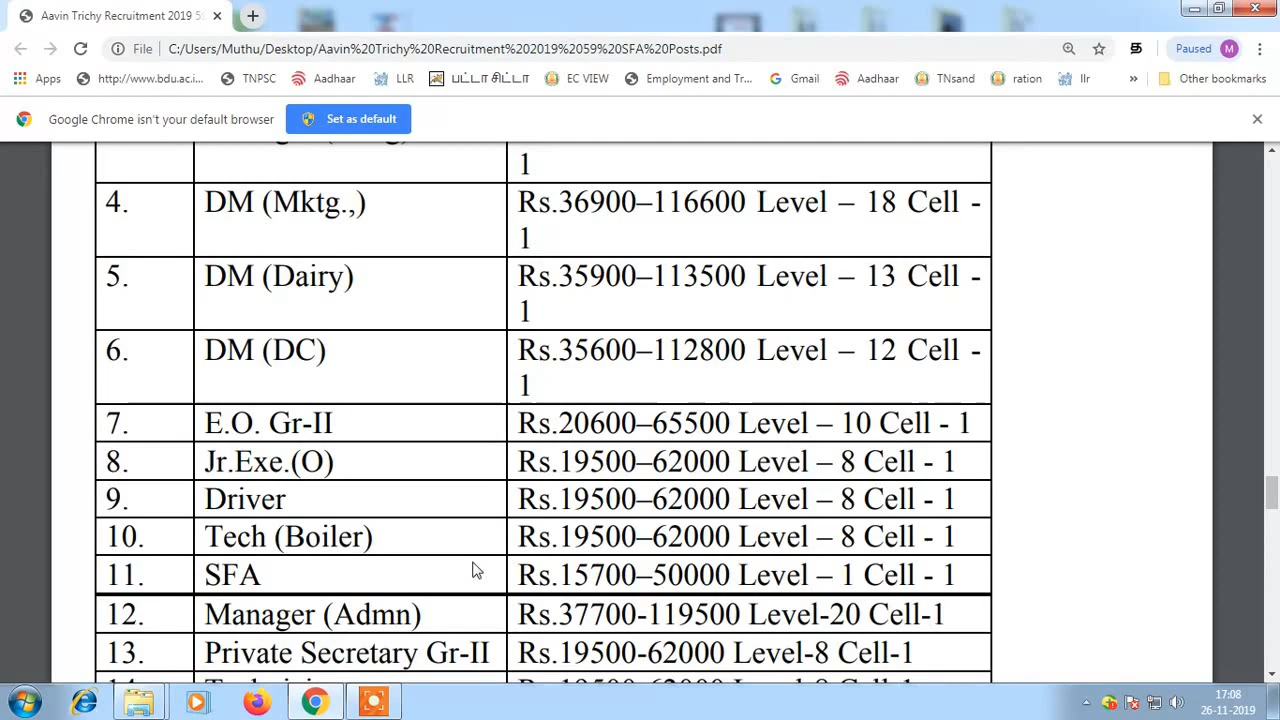 Aavin Trichy Recruitment 2019 5
File C:/Users/Muthu/Desktop/Aavin%20Trichy%20Recruitment%202019%2059%20SFA%20Posts.pdf Paused M
Apps http://www.bdu.ac.i... TNPSC Aadhaar LLR பட்டா சிட்டா EC VIEW Employment and Tr... Gmail Aadhaar TNsand ration llr » Other bookmarks
Google Chrome isn't your default browser Set as default
1
4. DM (Mktg.,) Rs.36900–116600 Level – 18 Cell -
1
5. DM (Dairy) Rs.35900–113500 Level – 13 Cell -
1
6. DM (DC) Rs.35600–112800 Level – 12 Cell -
1
7. E.O. Gr-II Rs.20600–65500 Level – 10 Cell - 1
8. Jr.Exe.(O) Rs.19500–62000 Level – 8 Cell - 1
9. Driver Rs.19500–62000 Level – 8 Cell - 1
10. Tech (Boiler) Rs.19500–62000 Level – 8 Cell - 1
11. SFA Rs.15700–50000 Level – 1 Cell - 1
12. Manager (Admn) Rs.37700-119500 Level-20 Cell-1
13. Private Secretary Gr-II Rs.19500-62000 Level-8 Cell-1
17:08
26-11-2019